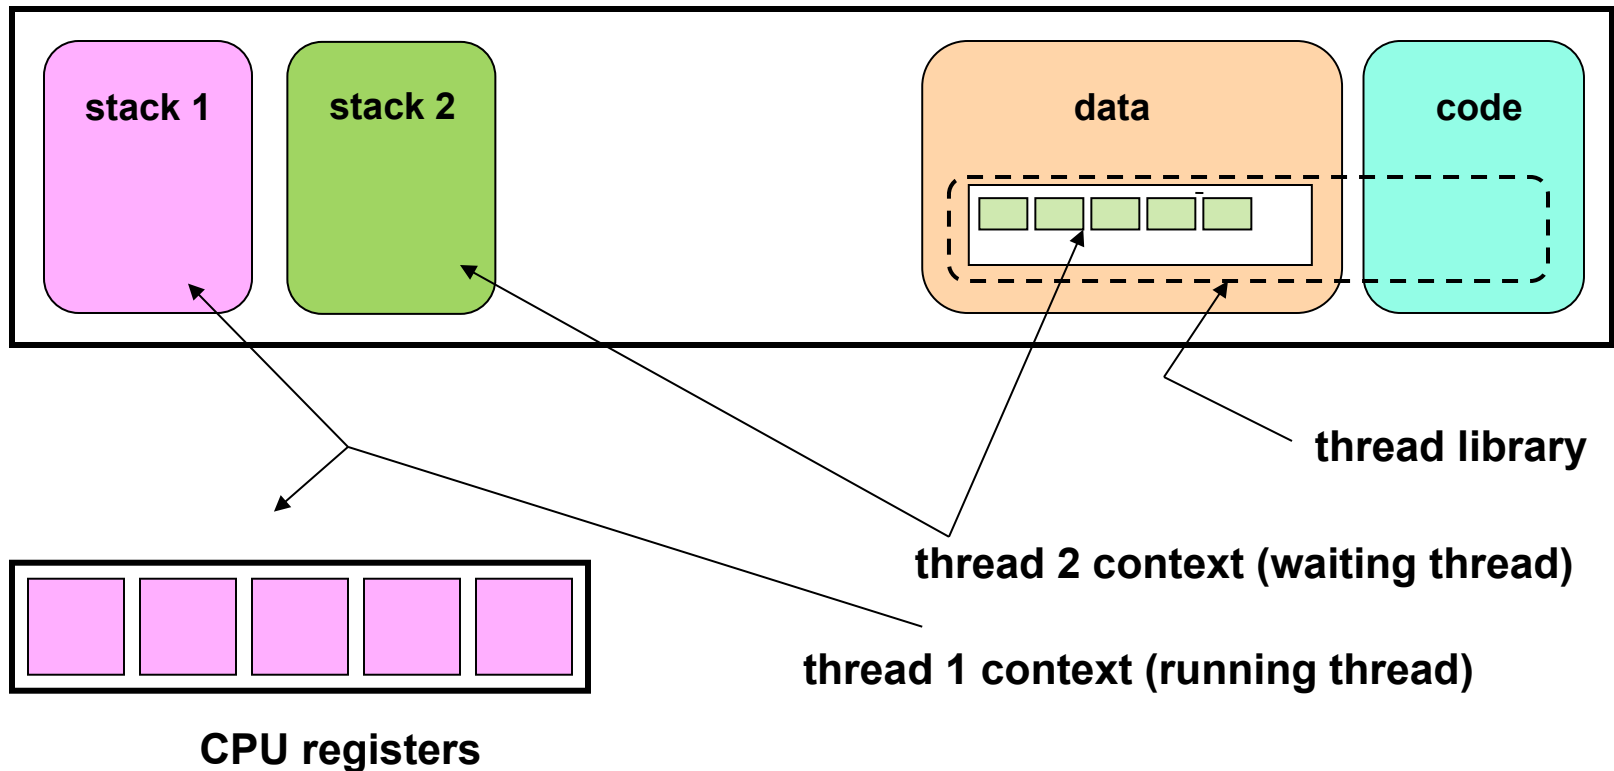 stack 1
stack 2
data
code
thread library
thread 2 context (waiting thread)
thread 1 context (running thread)
CPU registers